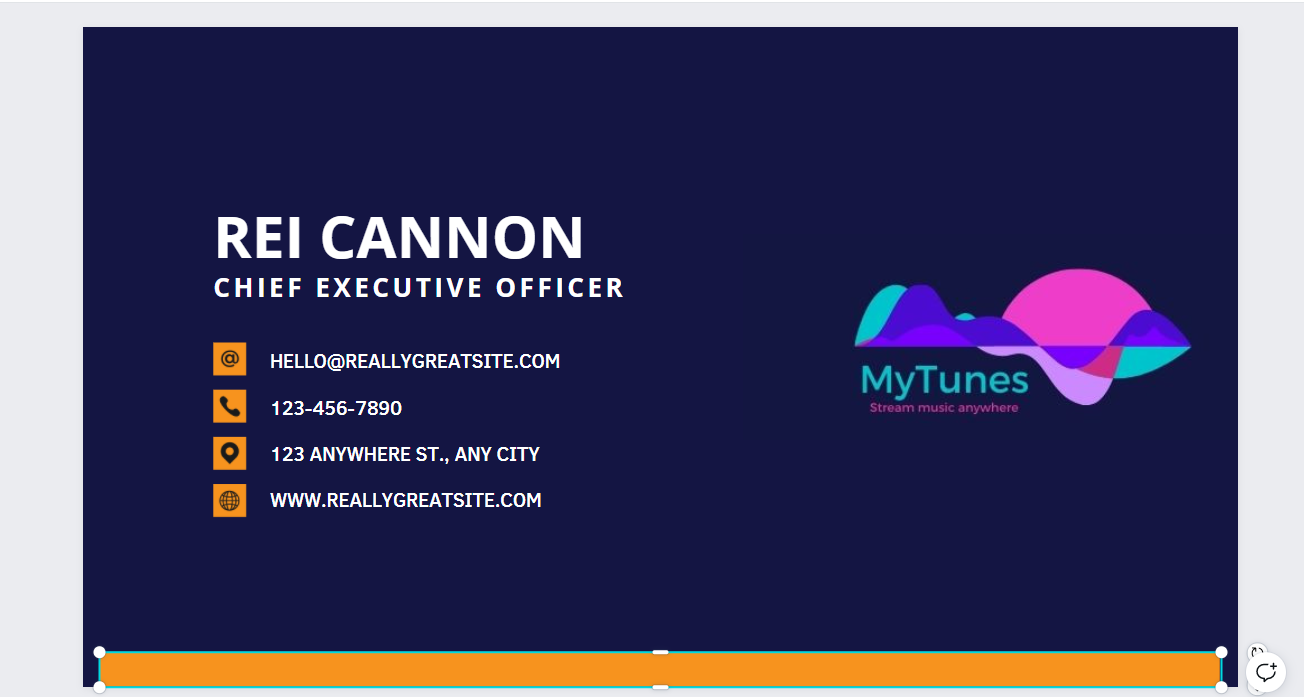 REI CANNON
CHIEF EXECUTIVE OFFICER
@ HELLO@REALLYGREATSITE.COM
123-456-7890
123 ANYWHERE ST., ANY CITY
WWW.REALLYGREATSITE.COM
MyTunes
Stream music anywhere